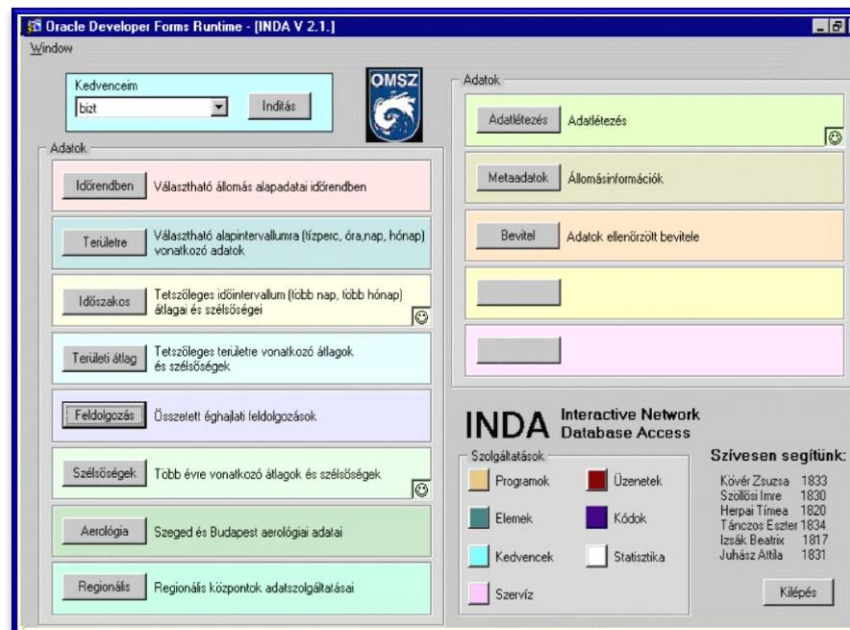 Oracle Developer Forms Runtime - [INDA V 2.1.]
Window
Kedvenceim
bizt
Indítás
OMSZ
Adatok
Időrendben
Választható állomás alapadatai időrendben
Területre
Választható alapintervallumra (tízperc, óra,nap, hónap)
vonatkozó adatok
Időszakos
Tetszőleges időintervallum (több nap, több hónap)
átlagai és szélsőségei
Területi átlag
Tetszőleges területre vonatkozó átlagok
és szélsőségek
Feldolgozás
Összetett éghajlati feldolgozások
Szélsőségek
Több évre vonatkozó átlagok és szélsőségek
Aerológia
Szeged és Budapest aerológiai adatai
Regionális
Regionális központok adatszolgáltatásai
Adatok
Adatlétezés
Adatlétezés
Metaadatok
Állomásinformációk
Bevitel
Adatok ellenőrzött bevitele
INDA
Interactive Network
Database Access
Szolgáltatások
Programok
Üzenetek
Elemek
Kódok
Kedvencek
Statisztika
Szervíz
Szívesen segítünk:
Kövér Zsuzsa 1833
Szöllősi Imre 1830
Herpai Tímea 1820
Tánczos Eszter 1834
Izsák Beatrix 1817
Juhász Attila 1831
Kilépés